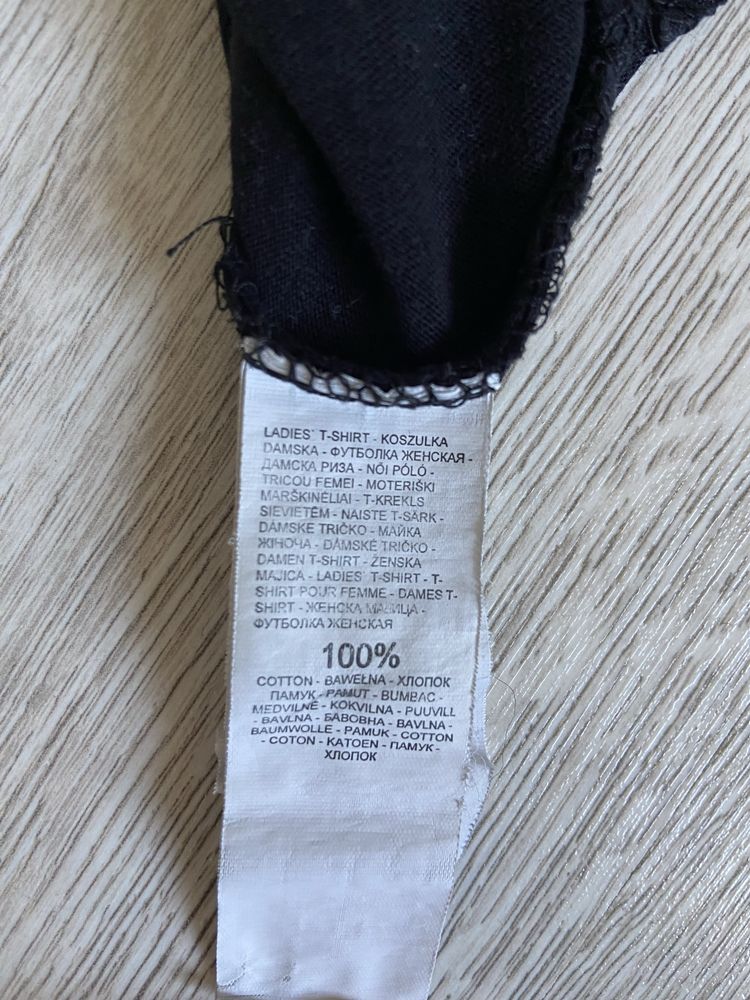 LADIES' T-SHIRT - KOSZULKA
DAMSKA - ФУТБОЛКА ЖЕНСКАЯ -
ДАМСКА РИЗА - NŐI PÓLÓ -
TRICOU FEMEI - MOTERIŠKI
MARŠKINĖLIAI - T-KREKLS
SIEVIETĒM - NAISTE T-SÄRK -
DÁMSKE TRIČKO - МАЙКА
ЖІНОЧА - DÁMSKÉ TRIČKO -
DAMEN T-SHIRT - ŽENSKA
MAJICA - LADIES' T-SHIRT - T-
SHIRT POUR FEMME - DAMES T-
SHIRT - ЖЕНСКА МАИЦА -
ФУТБОЛКА ЖЕНСКАЯ
100%
COTTON - BAWEŁNA - ХЛОПОК
ПАМУК - PAMUT - BUMBAC -
MEDVILNĖ - KOKVILNA - PUUVILL
- BAVLNA - БАВОВНА - BAVLNA -
BAUMWOLLE - PAMUK - COTTON
- COTON - KATOEN - ПАМУК -
ХЛОПОК